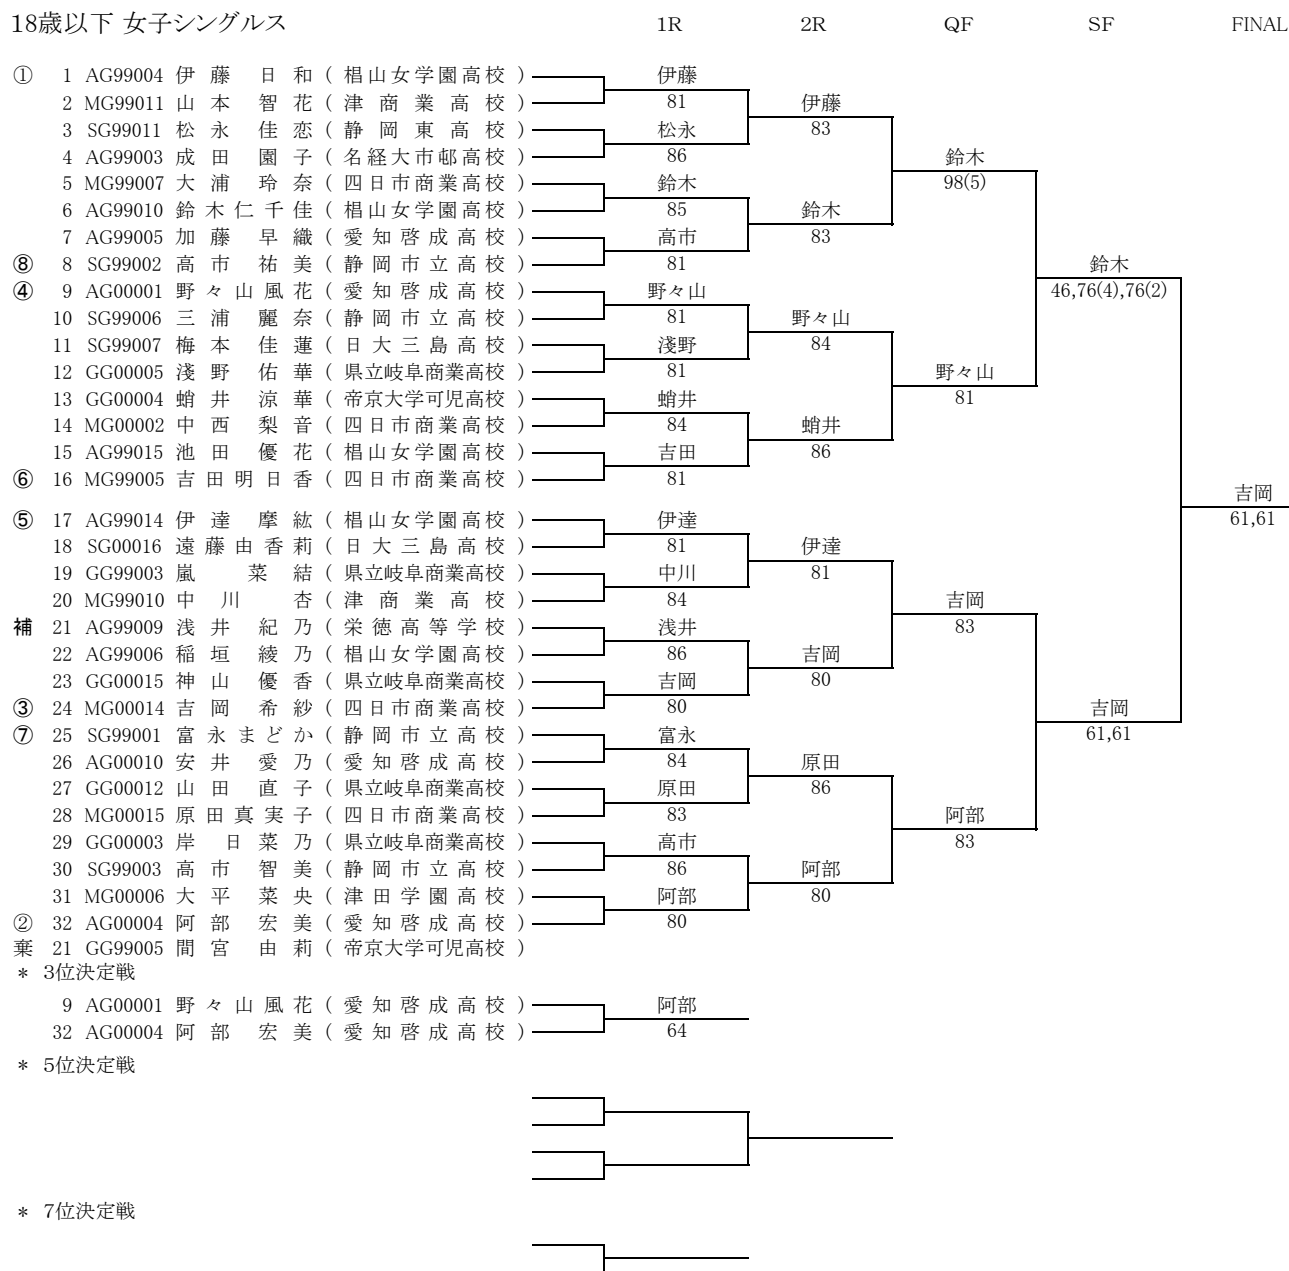 18歳以下 女子シングルス 1R 2R QF SF FINAL
① 1 AG99004 伊藤 日和 ( 椙山女学園高校 ) 伊藤
2 MG99011 山本 智花 ( 津商業高校 ) 81 伊藤
3 SG99011 松永佳恋 ( 静岡東高校 ) 松永 83
4 AG99003 成田園子 ( 名経大市邨高校 ) 86 鈴木
5 MG99007 大浦玲奈 ( 四日市商業高校 ) 鈴木 98(5)
6 AG99010 鈴木仁千佳 ( 椙山女学園高校 ) 85 鈴木
7 AG99005 加藤早織 ( 愛知啓成高校 ) 高市 83
⑧ 8 SG99002 高市祐美 ( 静岡市立高校 ) 81 鈴木
④ 9 AG00001 野々山風花 ( 愛知啓成高校 ) 野々山 46,76(4),76(2)
10 SG99006 三浦麗奈 ( 静岡市立高校 ) 81 野々山
11 SG99007 梅本佳蓮 ( 日大三島高校 ) 淺野 84
12 GG00005 淺野佑華 ( 県立岐阜商業高校 ) 81 野々山
13 GG00004 蛸井涼華 ( 帝京大学可児高校 ) 蛸井 81
14 MG00002 中西梨音 ( 四日市商業高校 ) 84 蛸井
15 AG99015 池田優花 ( 椙山女学園高校 ) 吉田 86
⑥ 16 MG99005 吉田明日香 ( 四日市商業高校 ) 81 吉岡
⑤ 17 AG99014 伊達摩紘 ( 椙山女学園高校 ) 伊達 61,61
18 SG00016 遠藤由香莉 ( 日大三島高校 ) 81 伊達
19 GG99003 嵐 菜結 ( 県立岐阜商業高校 ) 中川 81
20 MG99010 中川 杏 ( 津商業高校 ) 84 吉岡
補 21 AG99009 浅井紀乃 ( 栄徳高等学校 ) 浅井 83
22 AG99006 稲垣綾乃 ( 椙山女学園高校 ) 86 吉岡
23 GG00015 神山優香 ( 県立岐阜商業高校 ) 吉岡 80
③ 24 MG00014 吉岡希紗 ( 四日市商業高校 ) 80 吉岡
⑦ 25 SG99001 富永まどか ( 静岡市立高校 ) 富永 61,61
26 AG00010 安井愛乃 ( 愛知啓成高校 ) 84 原田
27 GG00012 山田直子 ( 県立岐阜商業高校 ) 原田 86
28 MG00015 原田真実子 ( 四日市商業高校 ) 83 阿部
29 GG00003 岸 日菜乃 ( 県立岐阜商業高校 ) 高市 83
30 SG99003 高市智美 ( 静岡市立高校 ) 86 阿部
31 MG00006 大平菜央 ( 津田学園高校 ) 阿部 80
② 32 AG00004 阿部宏美 ( 愛知啓成高校 ) 80
棄 21 GG99005 間宮由莉 ( 帝京大学可児高校 )
* 3位決定戦
9 AG00001 野々山風花 ( 愛知啓成高校 ) 阿部
32 AG00004 阿部宏美 ( 愛知啓成高校 ) 64
* 5位決定戦
* 7位決定戦